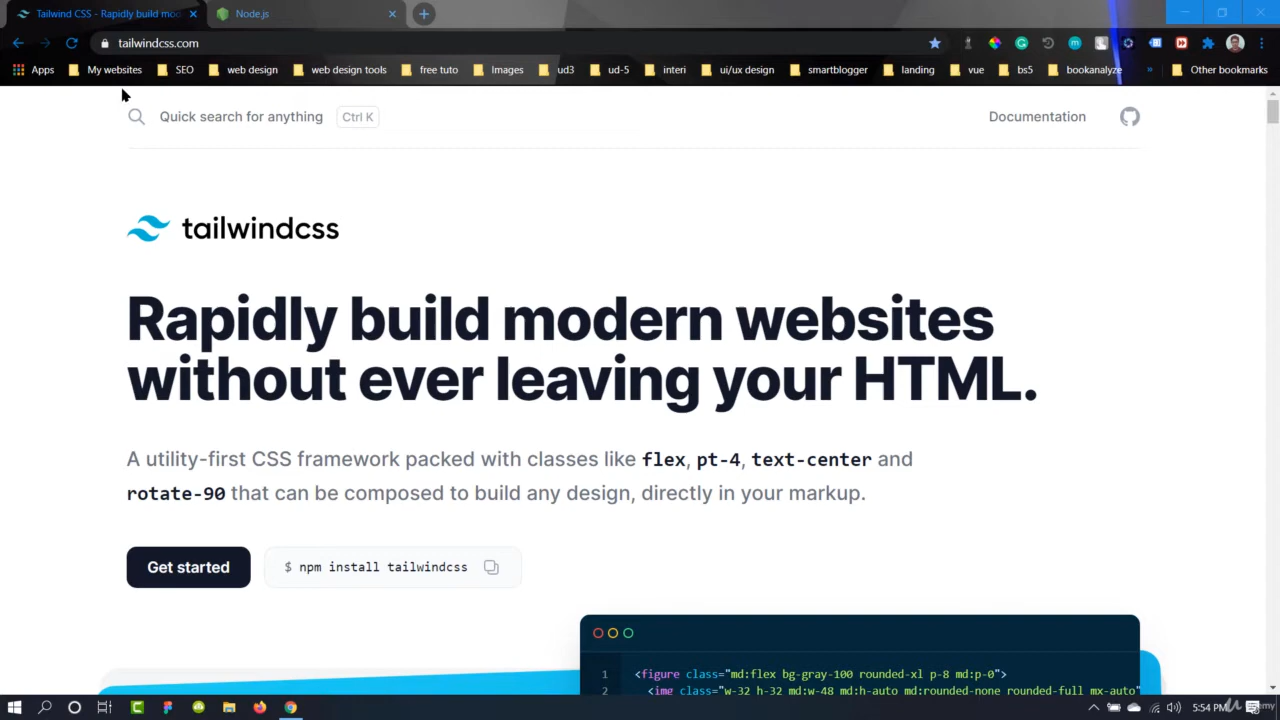 Tailwind CSS - Rapidly build mod
Node.js
tailwindcss.com
Apps
My websites
SEO
web design
web design tools
free tuto
Images
ud3
ud-5
interi
ui/ux design
smartblogger
landing
vue
bs5
bookanalyze
»
Other bookmarks
Quick search for anything
Ctrl K
Documentation
tailwindcss
Rapidly build modern websites
without ever leaving your HTML.
A utility-first CSS framework packed with classes like flex, pt-4, text-center and
rotate-90 that can be composed to build any design, directly in your markup.
Get started
$ npm install tailwindcss
1 <figure class="md:flex bg-gray-100 rounded-xl p-8 md:p-0">
2 <img class="w-32 h-32 md:w-48 md:h-auto md:rounded-none rounded-full mx-auto"
5:54 PM